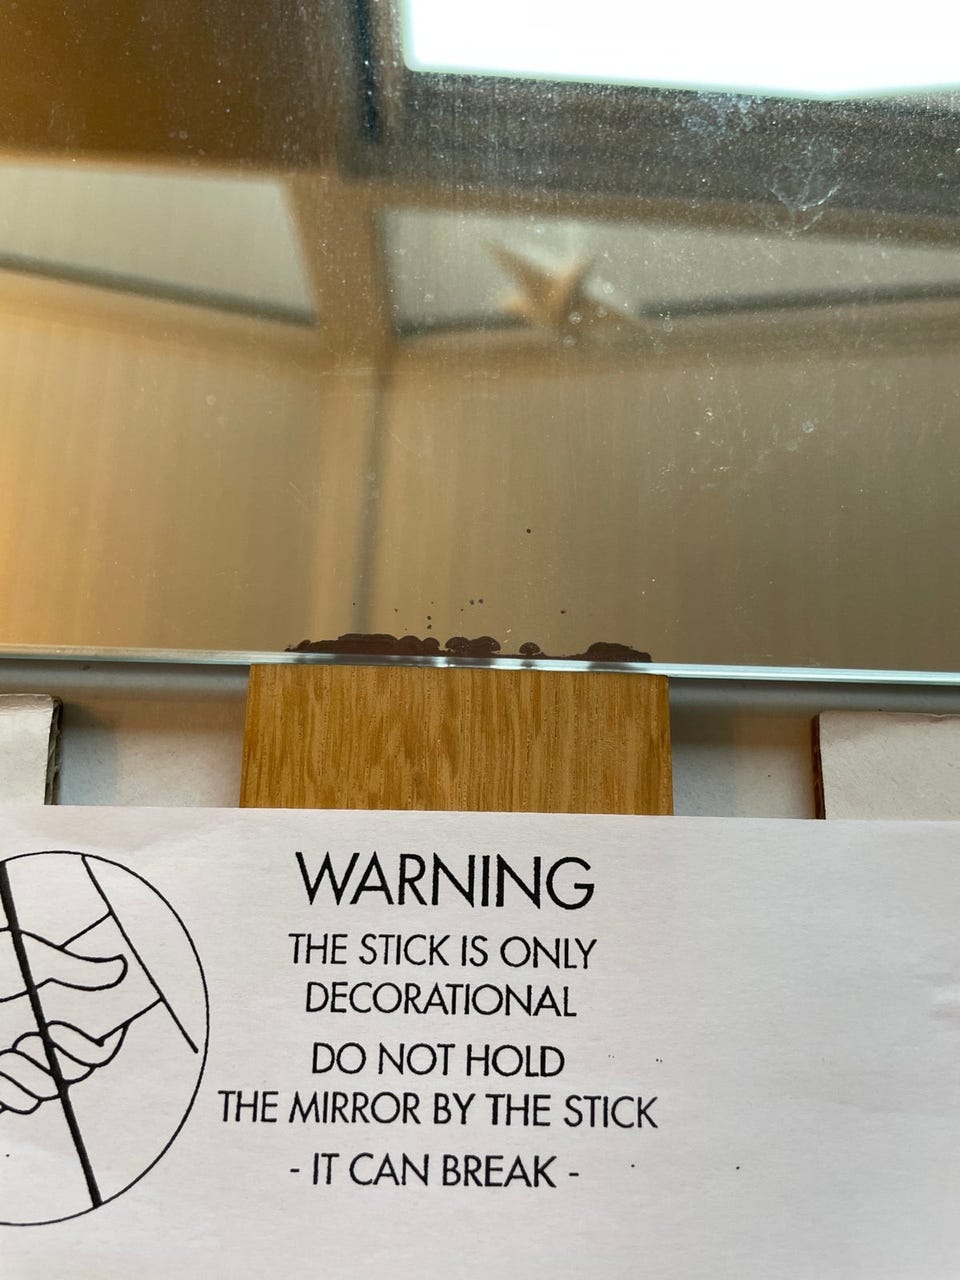 WARNING
THE STICK IS ONLY
DECORATIONAL
DO NOT HOLD
THE MIRROR BY THE STICK
- IT CAN BREAK -